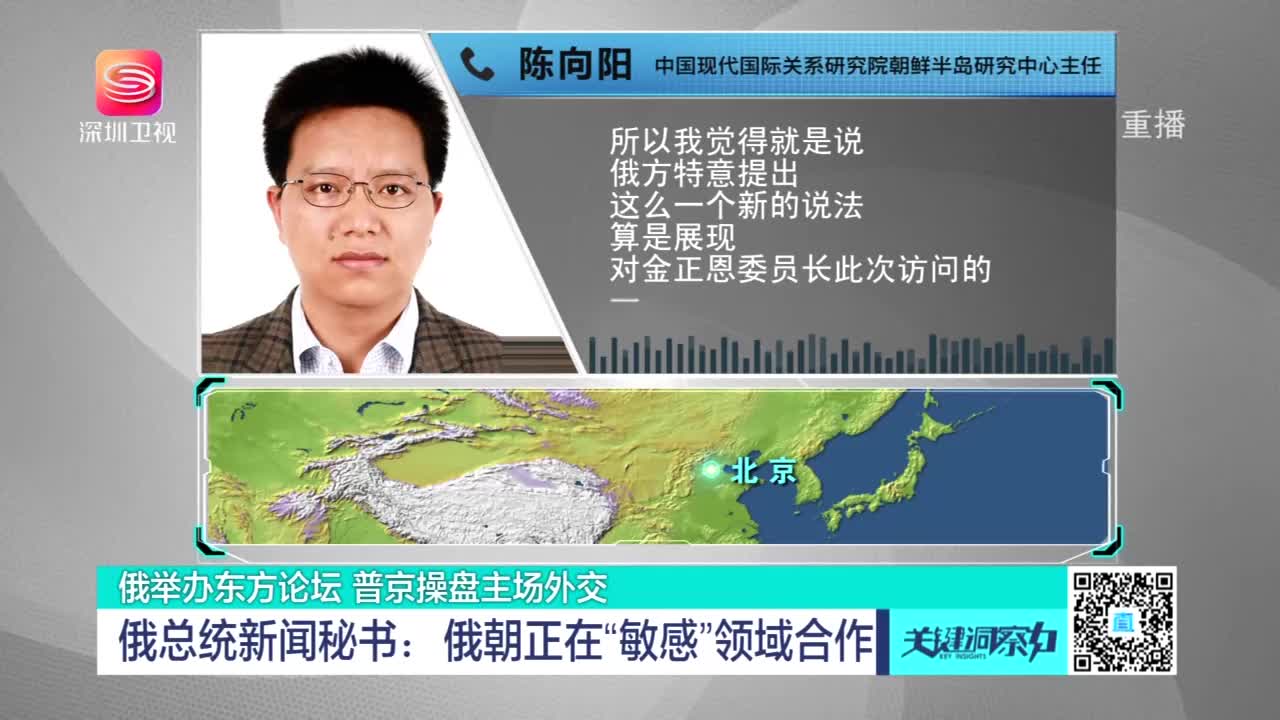 深圳卫视
陈向阳
中国现代国际关系研究院朝鲜半岛研究中心主任
重播
所以我觉得就是说
俄方特意提出
这么一个新的说法
算是展现
对金正恩委员长此次访问的
一
北京
俄举办东方论坛 普京操盘主场外交
俄总统新闻秘书： 俄朝正在“敏感”领域合作
关键洞察力
KEY INSIGHTS
直